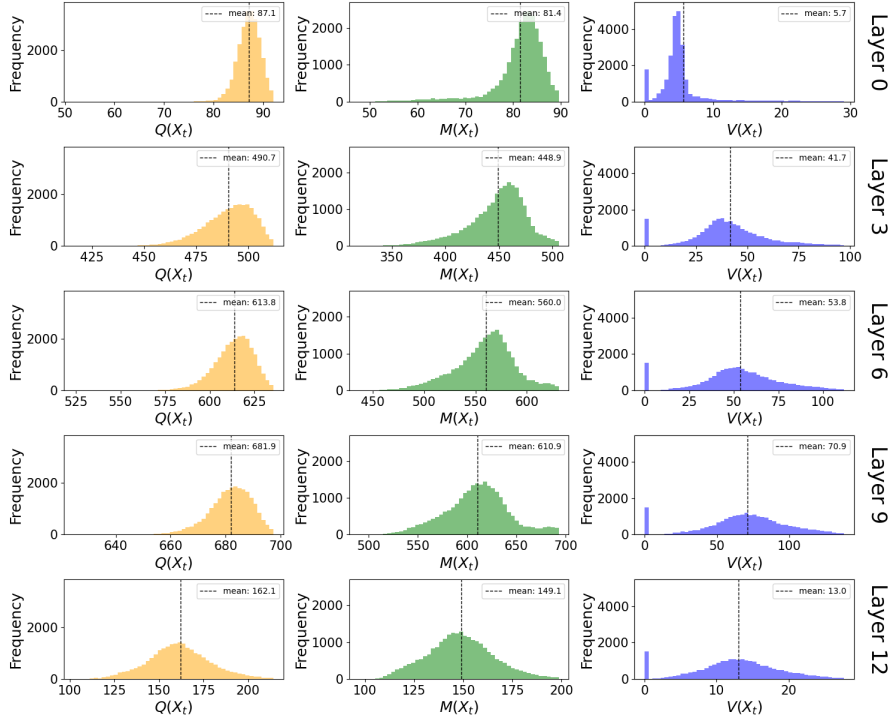 Frequency
2000
0
50 60 70 80 90
Q(X_t)
mean: 87.1
Frequency
2000
1000
0
50 60 70 80 90
M(X_t)
mean: 81.4
Frequency
4000
2000
0
0 10 20 30
V(X_t)
mean: 5.7
Layer 0
Frequency
2000
0
425 450 475 500
Q(X_t)
mean: 490.7
Frequency
2000
1000
0
350 400 450 500
M(X_t)
mean: 448.9
Frequency
4000
2000
0
0 25 50 75 100
V(X_t)
mean: 41.7
Layer 3
Frequency
2000
0
525 550 575 600 625
Q(X_t)
mean: 613.8
Frequency
2000
1000
0
450 500 550 600
M(X_t)
mean: 560.0
Frequency
4000
2000
0
0 25 50 75 100
V(X_t)
mean: 53.8
Layer 6
Frequency
2000
0
640 660 680 700
Q(X_t)
mean: 681.9
Frequency
2000
1000
0
500 550 600 650 700
M(X_t)
mean: 610.9
Frequency
4000
2000
0
0 50 100
V(X_t)
mean: 70.9
Layer 9
Frequency
2000
0
100 125 150 175 200
Q(X_t)
mean: 162.1
Frequency
2000
1000
0
100 125 150 175 200
M(X_t)
mean: 149.1
Frequency
4000
2000
0
0 10 20
V(X_t)
mean: 13.0
Layer 12